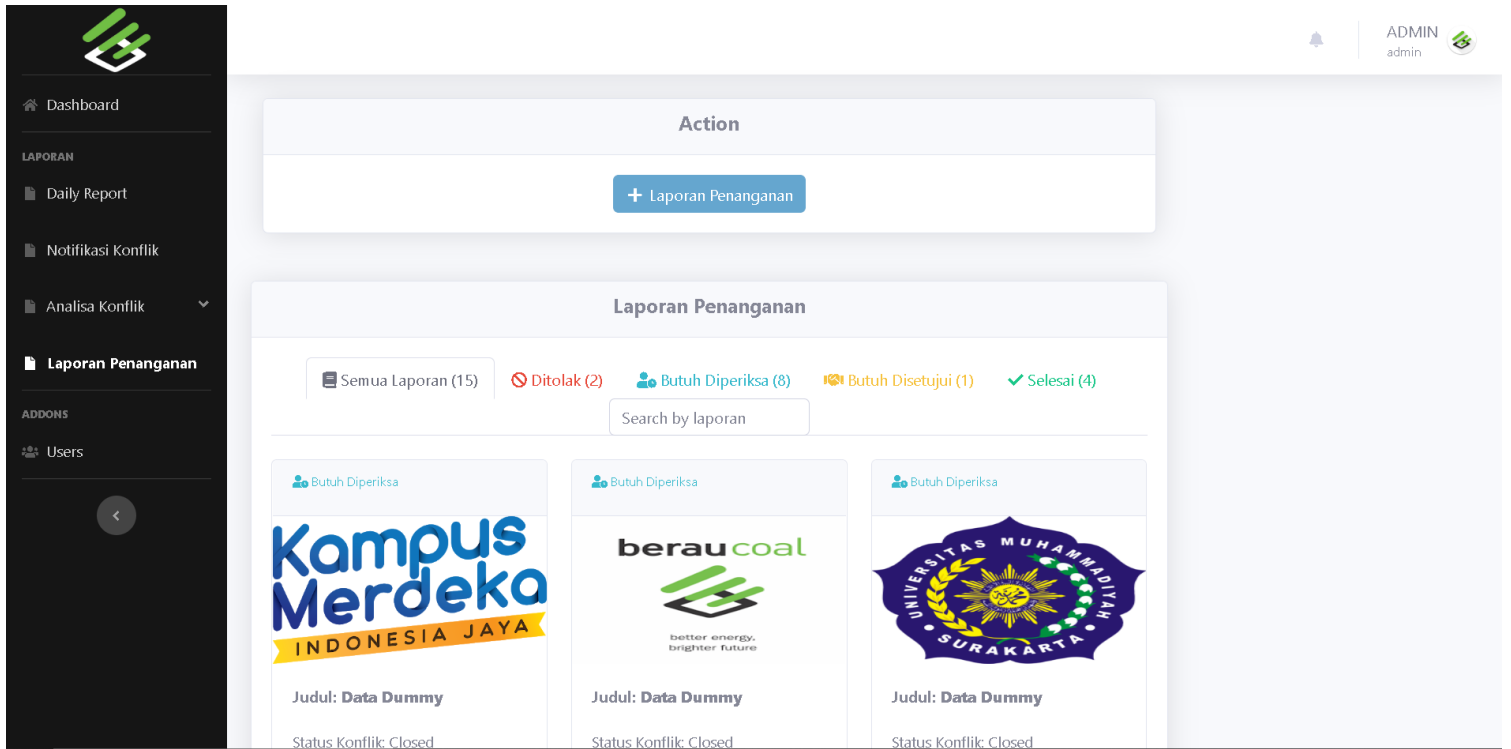 ADMIN
admin
Dashboard
LAPORAN
Daily Report
Notifikasi Konflik
Analisa Konflik
Laporan Penanganan
ADDONS
Users
Action
+ Laporan Penanganan
Laporan Penanganan
Semua Laporan (15) Ditolak (2) Butuh Diperiksa (8) Butuh Disetujui (1) Selesai (4)
Search by laporan
Butuh Diperiksa
Kampus
Merdeka
INDONESIA JAYA
Judul: Data Dummy
Status Konflik: Closed
Butuh Diperiksa
beraucoal
better energy,
brighter future
Judul: Data Dummy
Status Konflik: Closed
Butuh Diperiksa
UNIVERSITAS MUHAMMADIYAH
SURAKARTA
Judul: Data Dummy
Status Konflik: Closed